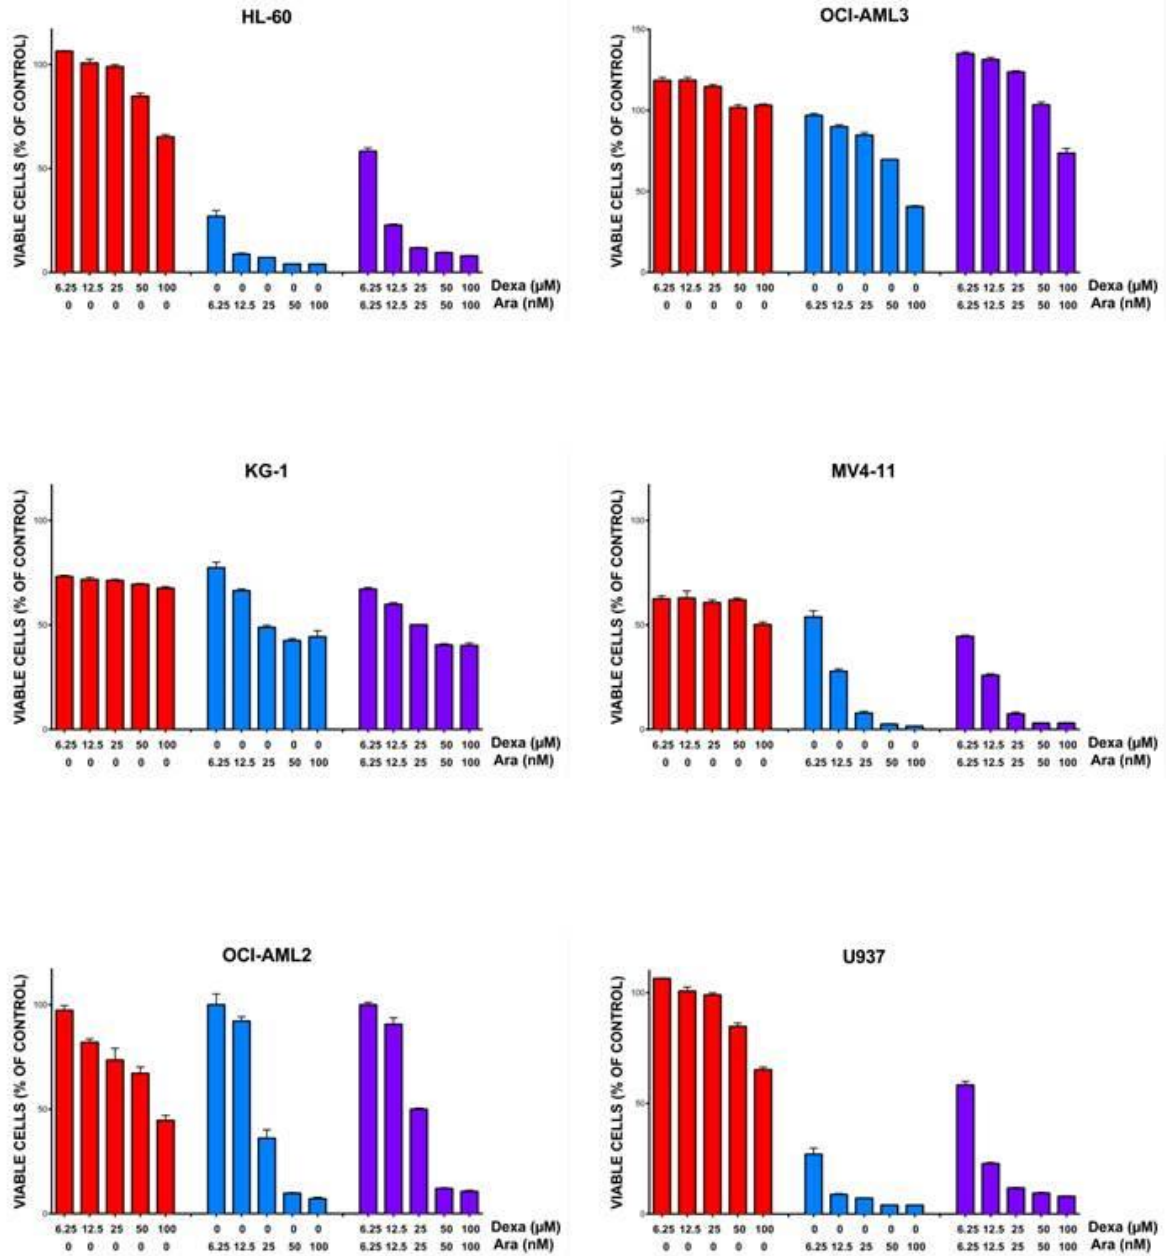 HL-60
VIABLE CELLS (% OF CONTROL)
100
50
0
6.25 12.5 25 50 100 0 0 0 0 0 6.25 12.5 25 50 100 Dexa (µM)
0 0 0 0 0 6.25 12.5 25 50 100 6.25 12.5 25 50 100 Ara (nM)
OCI-AML3
VIABLE CELLS (% OF CONTROL)
150
100
50
0
6.25 12.5 25 50 100 0 0 0 0 0 6.25 12.5 25 50 100 Dexa (µM)
0 0 0 0 0 6.25 12.5 25 50 100 6.25 12.5 25 50 100 Ara (nM)
KG-1
VIABLE CELLS (% OF CONTROL)
100
50
0
6.25 12.5 25 50 100 0 0 0 0 0 6.25 12.5 25 50 100 Dexa (µM)
0 0 0 0 0 6.25 12.5 25 50 100 6.25 12.5 25 50 100 Ara (nM)
MV4-11
VIABLE CELLS (% OF CONTROL)
100
50
0
6.25 12.5 25 50 100 0 0 0 0 0 6.25 12.5 25 50 100 Dexa (µM)
0 0 0 0 0 6.25 12.5 25 50 100 6.25 12.5 25 50 100 Ara (nM)
OCI-AML2
VIABLE CELLS (% OF CONTROL)
100
50
0
6.25 12.5 25 50 100 0 0 0 0 0 6.25 12.5 25 50 100 Dexa (µM)
0 0 0 0 0 6.25 12.5 25 50 100 6.25 12.5 25 50 100 Ara (nM)
U937
VIABLE CELLS (% OF CONTROL)
100
50
0
6.25 12.5 25 50 100 0 0 0 0 0 6.25 12.5 25 50 100 Dexa (µM)
0 0 0 0 0 6.25 12.5 25 50 100 6.25 12.5 25 50 100 Ara (nM)